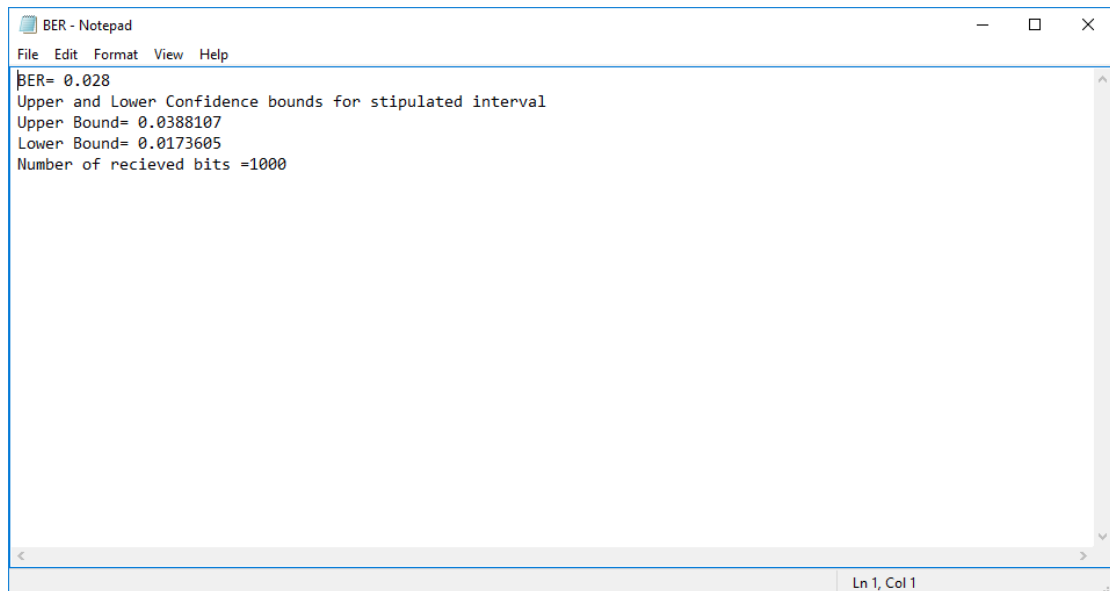 BER - Notepad
File Edit Format View Help
BER= 0.028
Upper and Lower Confidence bounds for stipulated interval
Upper Bound= 0.0388107
Lower Bound= 0.0173605
Number of recieved bits =1000
Ln 1, Col 1